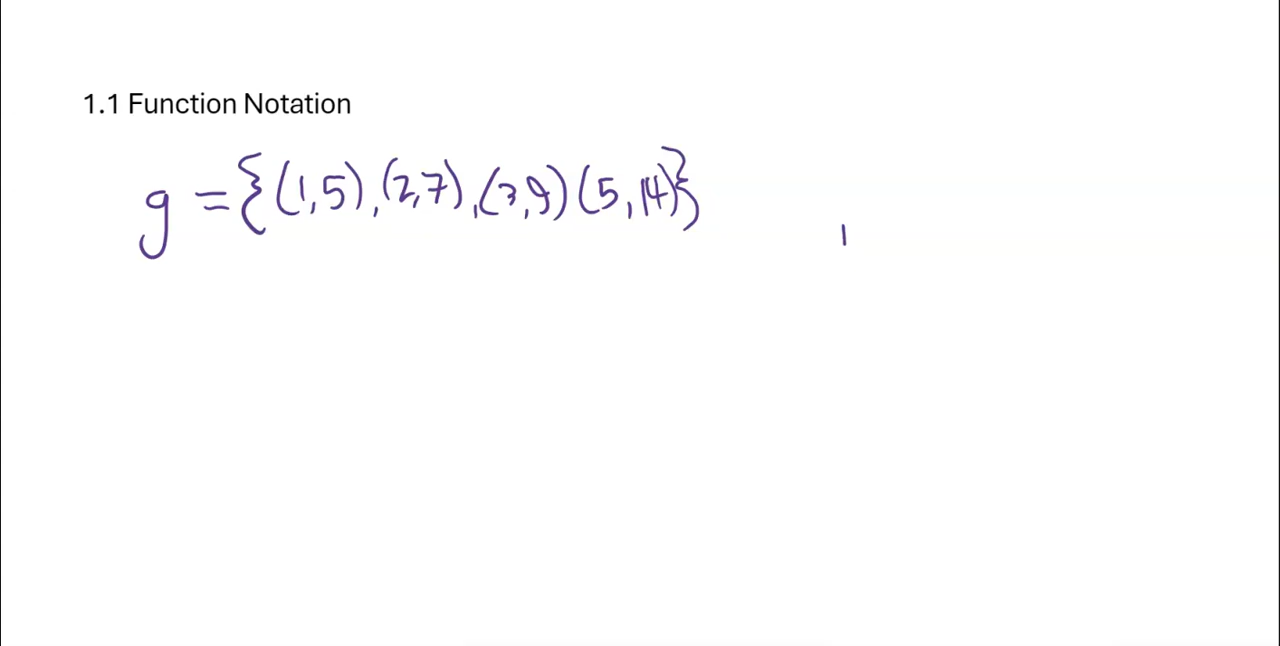 1.1 Function Notation
g = {(1,5),(2,7),(3,9)(5,14)}